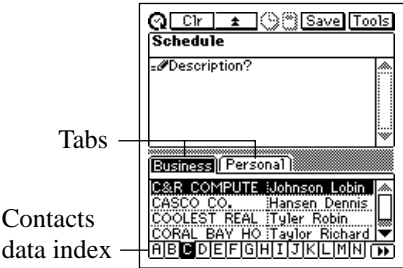 Clr Save Tools
Schedule
Description?
Tabs
Business Personal
C&R COMPUTE Johnson Lobin
CASCO CO. Hansen Dennis
COOLEST REAL Tyler Robin
CORAL BAY HO Taylor Richard
Contacts
data index
A B C D E F G H I J K L M N